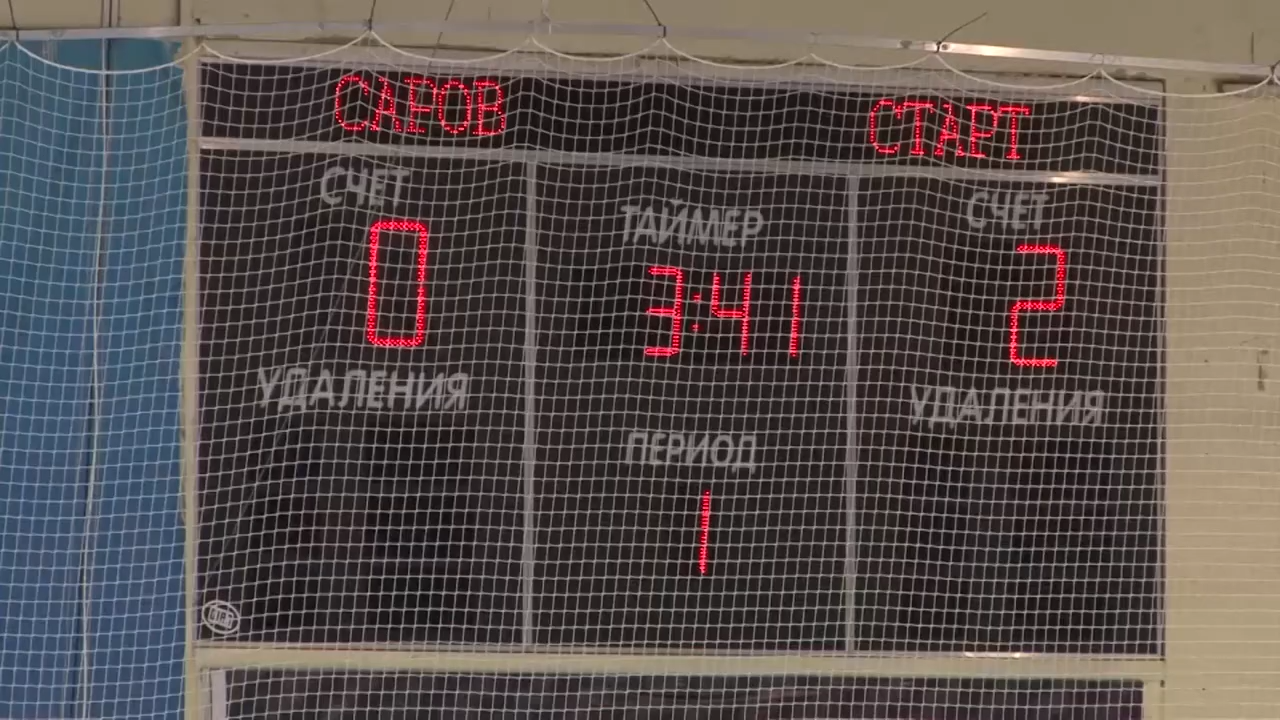 САРОВ СТАРТ
СЧЕТ ТАЙМЕР СЧЕТ
0 3:41 2
УДАЛЕНИЯ УДАЛЕНИЯ
ПЕРИОД
1